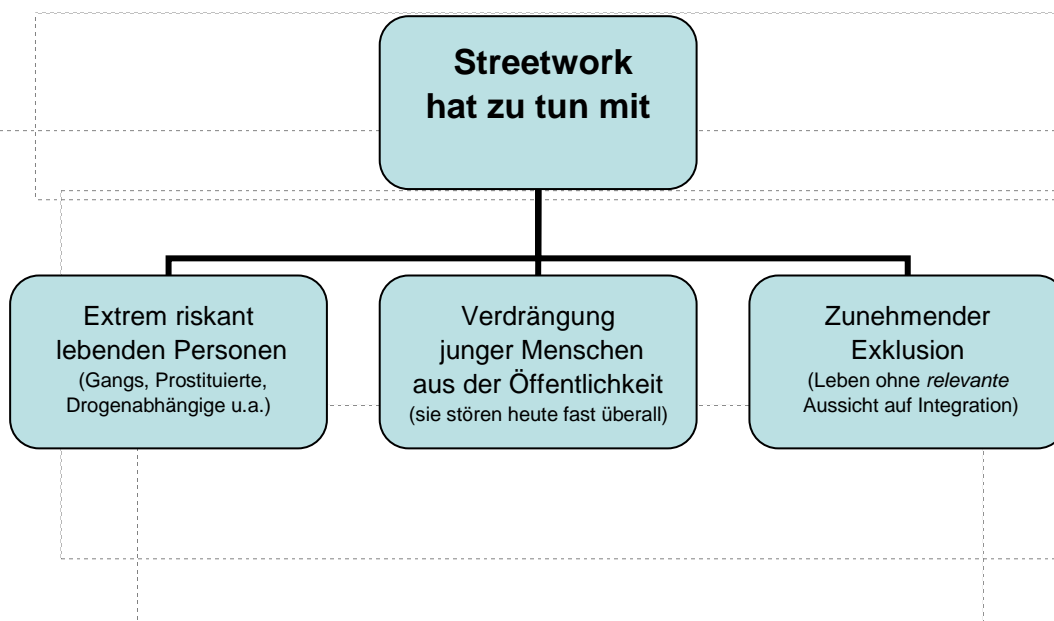 Streetwork
hat zu tun mit
Extrem riskant
lebenden Personen
(Gangs, Prostituierte,
Drogenabhängige u.a.)
Verdrängung
junger Menschen
aus der Öffentlichkeit
(sie stören heute fast überall)
Zunehmender
Exklusion
(Leben ohne relevante
Aussicht auf Integration)